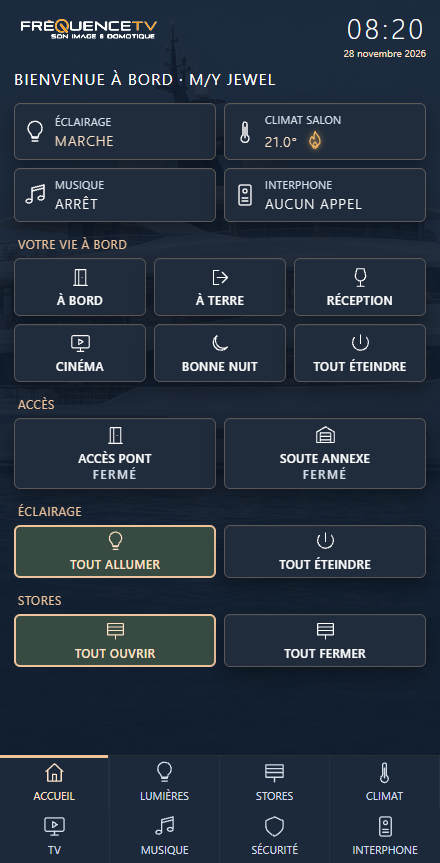 FRÉQUENCETV
SON IMAGE & DOMOTIQUE
08:20
28 novembre 2026
BIENVENUE À BORD · M/Y JEWEL
ÉCLAIRAGE
MARCHE
CLIMAT SALON
21.0°
MUSIQUE
ARRÊT
INTERPHONE
AUCUN APPEL
VOTRE VIE À BORD
À BORD
À TERRE
RÉCEPTION
CINÉMA
BONNE NUIT
TOUT ÉTEINDRE
ACCÈS
ACCÈS PONT
FERMÉ
SOUTE ANNEXE
FERMÉ
ÉCLAIRAGE
TOUT ALLUMER
TOUT ÉTEINDRE
STORES
TOUT OUVRIR
TOUT FERMER
ACCUEIL
LUMIÈRES
STORES
CLIMAT
TV
MUSIQUE
SÉCURITÉ
INTERPHONE